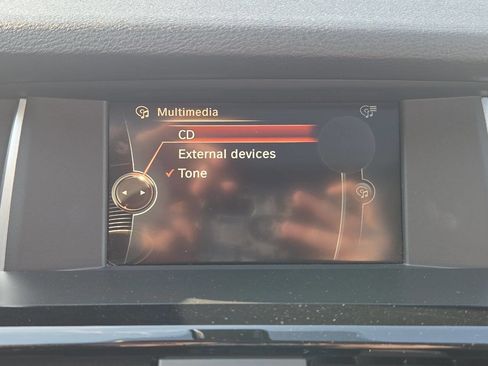 Multimedia
CD
External devices
Tone